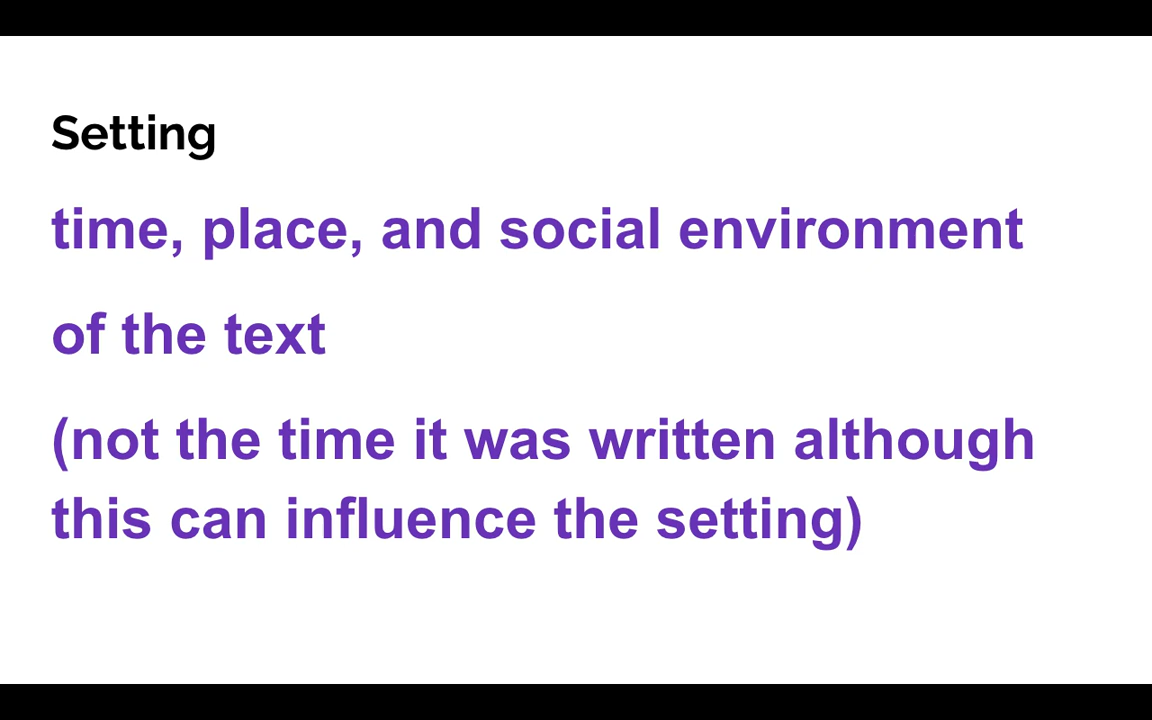 Setting
time, place, and social environment
of the text
(not the time it was written although
this can influence the setting)